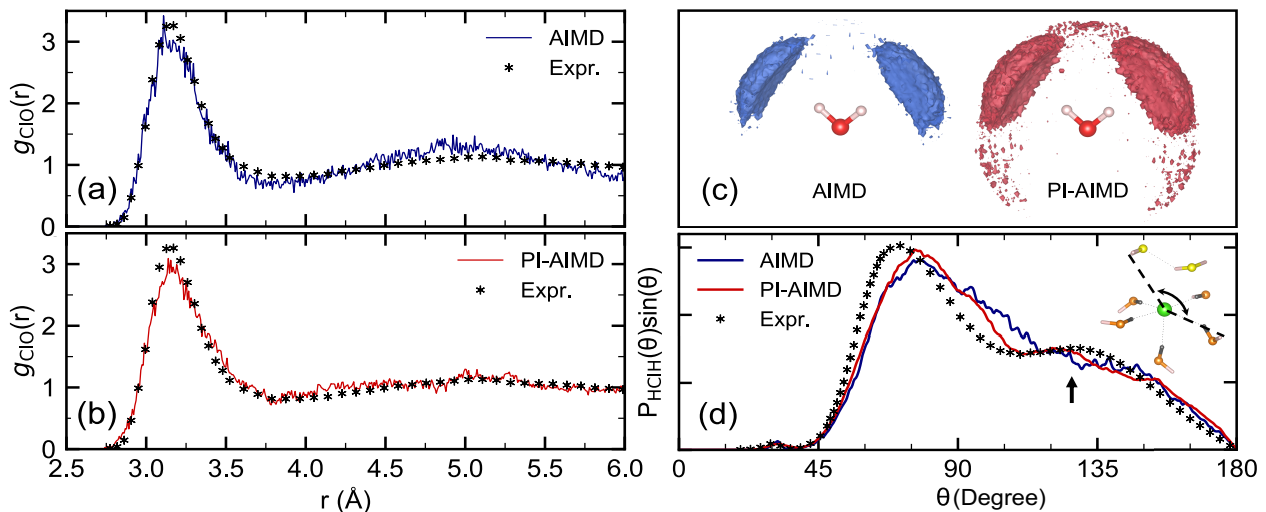 3
2
1
0
g_ClO(r)
(a)
AIMD
Expr.
3
2
1
0
g_ClO(r)
(b)
PI-AIMD
Expr.
2.5 3.0 3.5 4.0 4.5 5.0 5.5 6.0
r (Å)
(c)
AIMD
PI-AIMD
P_HClH(θ)sin(θ)
(d)
AIMD
PI-AIMD
Expr.
0 45 90 135 180
θ(Degree)